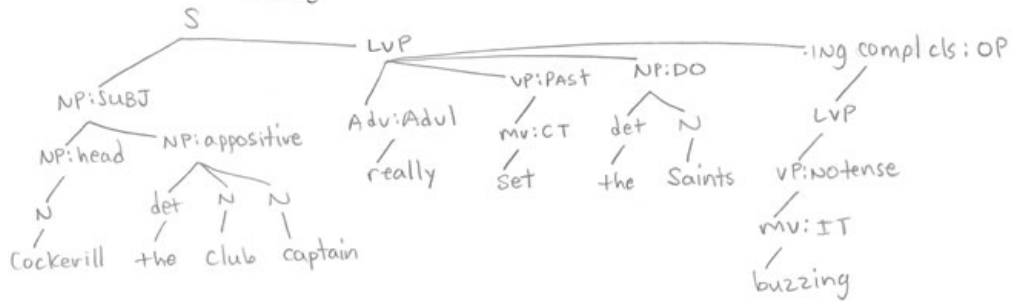 S
LVP -ING compl cls: OP
NP:SUBJ Adv:Advl VP:PAST NP:DO LVP
NP:head NP:appositive really MV:CT det N VP:NOtense
N det N N set the Saints MV:IT
Cockerill the club captain buzzing